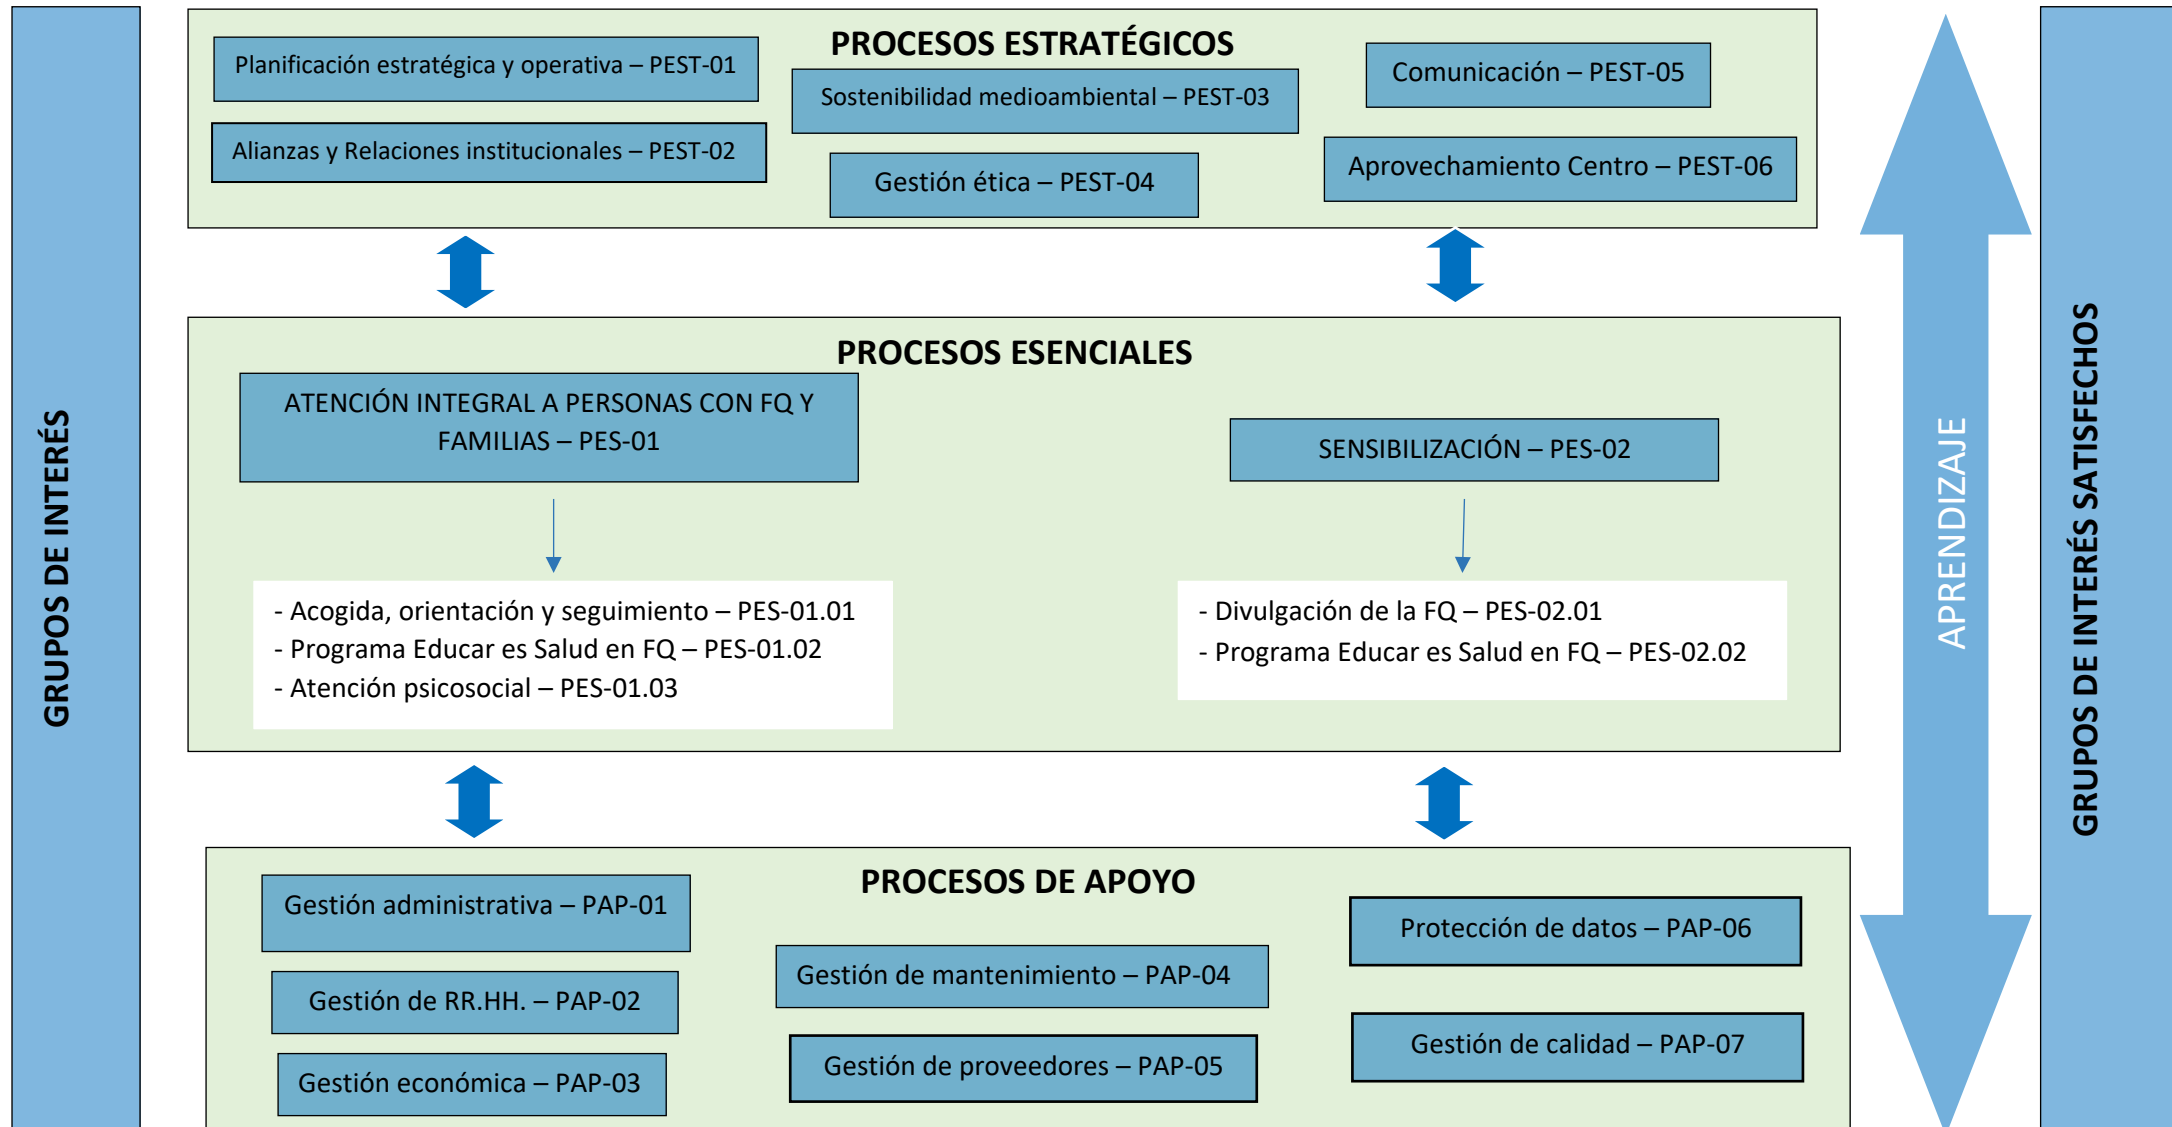 GRUPOS DE INTERÉS
PROCESOS ESTRATÉGICOS
Planificación estratégica y operativa – PEST-01
Alianzas y Relaciones institucionales – PEST-02
Sostenibilidad medioambiental – PEST-03
Gestión ética – PEST-04
Comunicación – PEST-05
Aprovechamiento Centro – PEST-06
PROCESOS ESENCIALES
ATENCIÓN INTEGRAL A PERSONAS CON FQ Y
FAMILIAS – PES-01
- Acogida, orientación y seguimiento – PES-01.01
- Programa Educar es Salud en FQ – PES-01.02
- Atención psicosocial – PES-01.03
SENSIBILIZACIÓN – PES-02
- Divulgación de la FQ – PES-02.01
- Programa Educar es Salud en FQ – PES-02.02
PROCESOS DE APOYO
Gestión administrativa – PAP-01
Gestión de RR.HH. – PAP-02
Gestión económica – PAP-03
Gestión de mantenimiento – PAP-04
Gestión de proveedores – PAP-05
Protección de datos – PAP-06
Gestión de calidad – PAP-07
APRENDIZAJE
GRUPOS DE INTERÉS SATISFECHOS